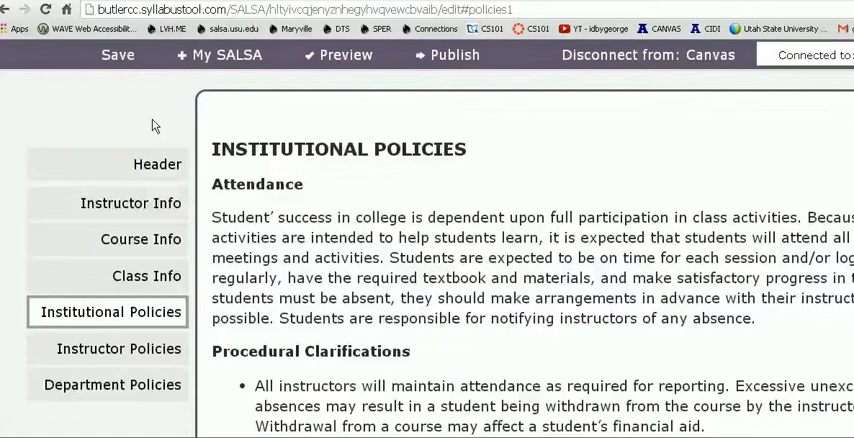 butlercc.syllabustool.com/SALSA/hltyivcqjenyznhegyhvqvewcbvaib/edit#policies1
Apps WAVE Web Accessibilit... LVH.ME salsa.usu.edu Maryville DTS SPER Connections CS101 CS101 YT - idbygeorge CANVAS CIDI Utah State University ...
Save + My SALSA ✓ Preview Publish Disconnect from: Canvas Connected to:
Header
Instructor Info
Course Info
Class Info
Institutional Policies
Instructor Policies
Department Policies
INSTITUTIONAL POLICIES
Attendance
Student’ success in college is dependent upon full participation in class activities. Becau
activities are intended to help students learn, it is expected that students will attend all
meetings and activities. Students are expected to be on time for each session and/or log
regularly, have the required textbook and materials, and make satisfactory progress in t
students must be absent, they should make arrangements in advance with their instruct
possible. Students are responsible for notifying instructors of any absence.
Procedural Clarifications
• All instructors will maintain attendance as required for reporting. Excessive unexc
absences may result in a student being withdrawn from the course by the instruct
Withdrawal from a course may affect a student’s financial aid.